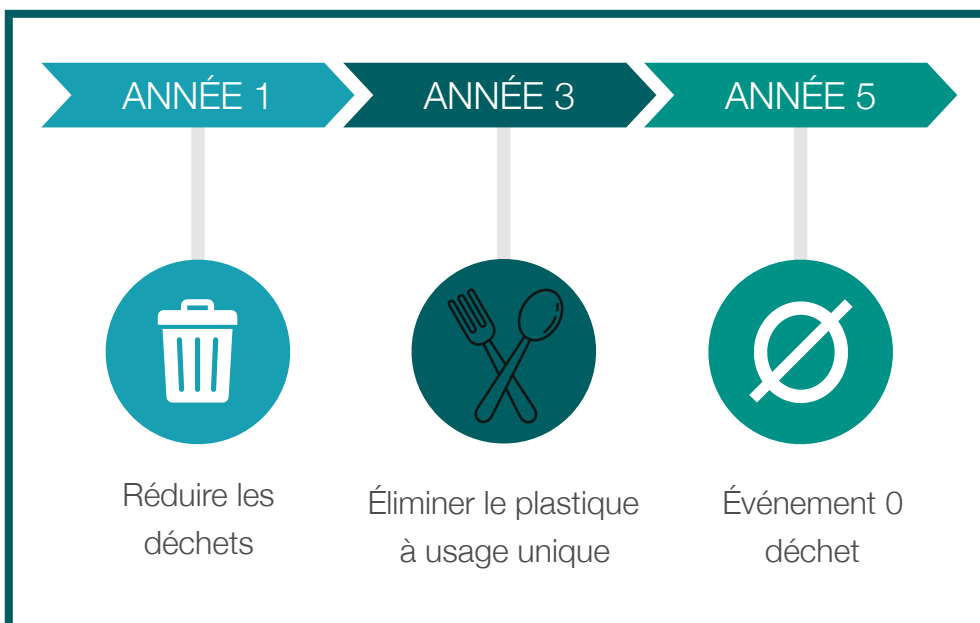 ANNÉE 1
ANNÉE 3
ANNÉE 5
Réduire les
déchets
Éliminer le plastique
à usage unique
Événement 0
déchet